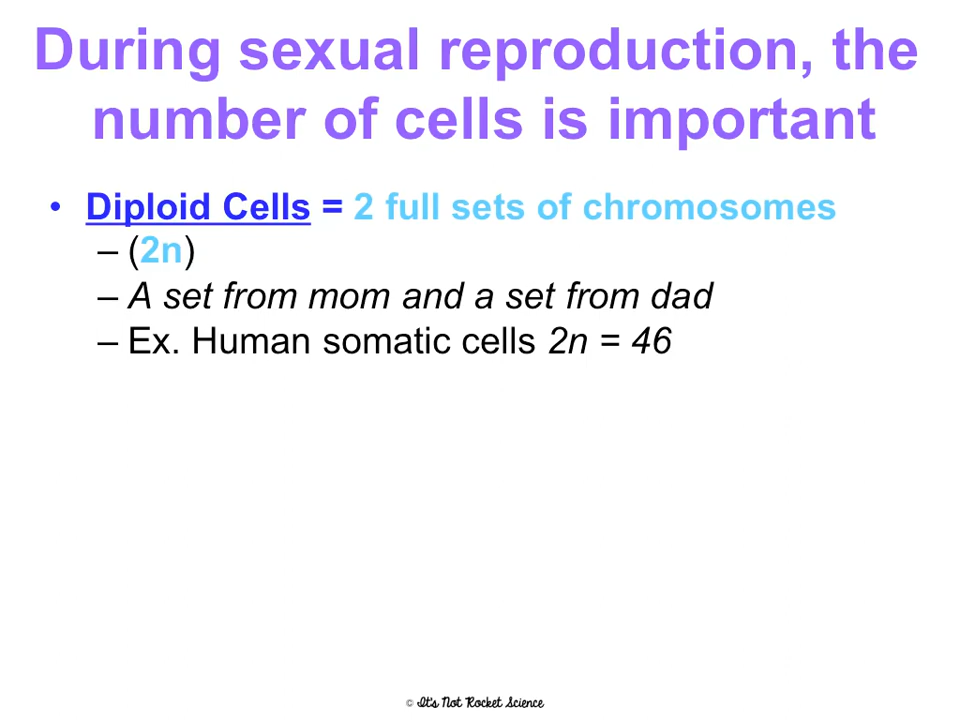 During sexual reproduction, the
number of cells is important
• Diploid Cells = 2 full sets of chromosomes
– (2n)
– A set from mom and a set from dad
– Ex. Human somatic cells 2n = 46
© It's Not Rocket Science